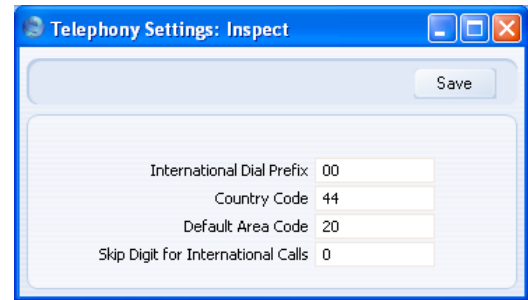 Telephony Settings: Inspect
Save
International Dial Prefix 00
Country Code 44
Default Area Code 20
Skip Digit for International Calls 0